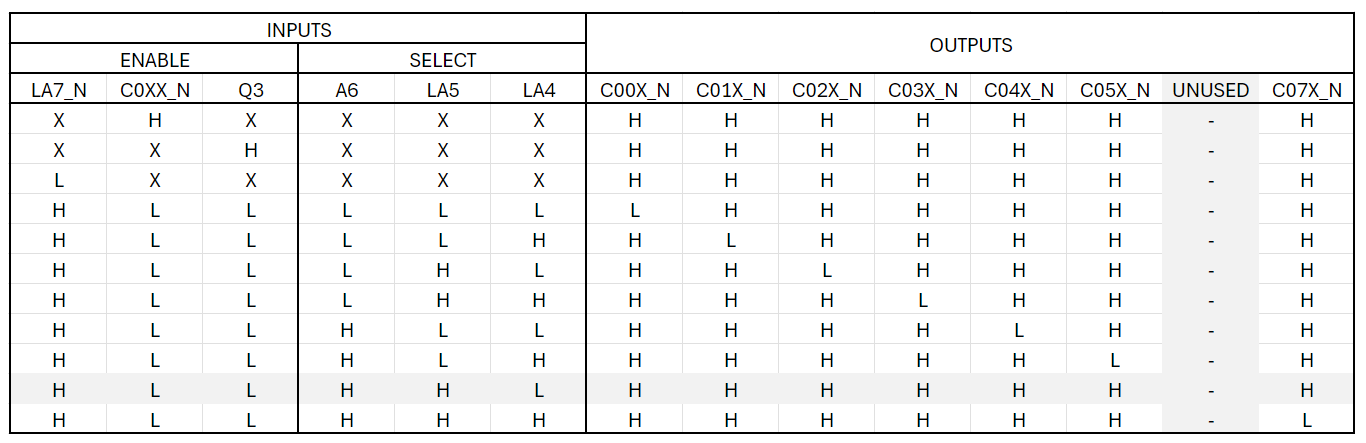 INPUTS
OUTPUTS
ENABLE SELECT
LA7_N C0XX_N Q3 A6 LA5 LA4 C00X_N C01X_N C02X_N C03X_N C04X_N C05X_N UNUSED C07X_N
X H X X X X H H H H H H - H
X X H X X X H H H H H H - H
L X X X X X H H H H H H - H
H L L L L L L H H H H H - H
H L L L L H H L H H H H - H
H L L L H L H H L H H H - H
H L L L H H H H H L H H - H
H L L H L L H H H H L H - H
H L L H L H H H H H H L - H
H L L H H L H H H H H H - H
H L L H H H H H H H H H - L